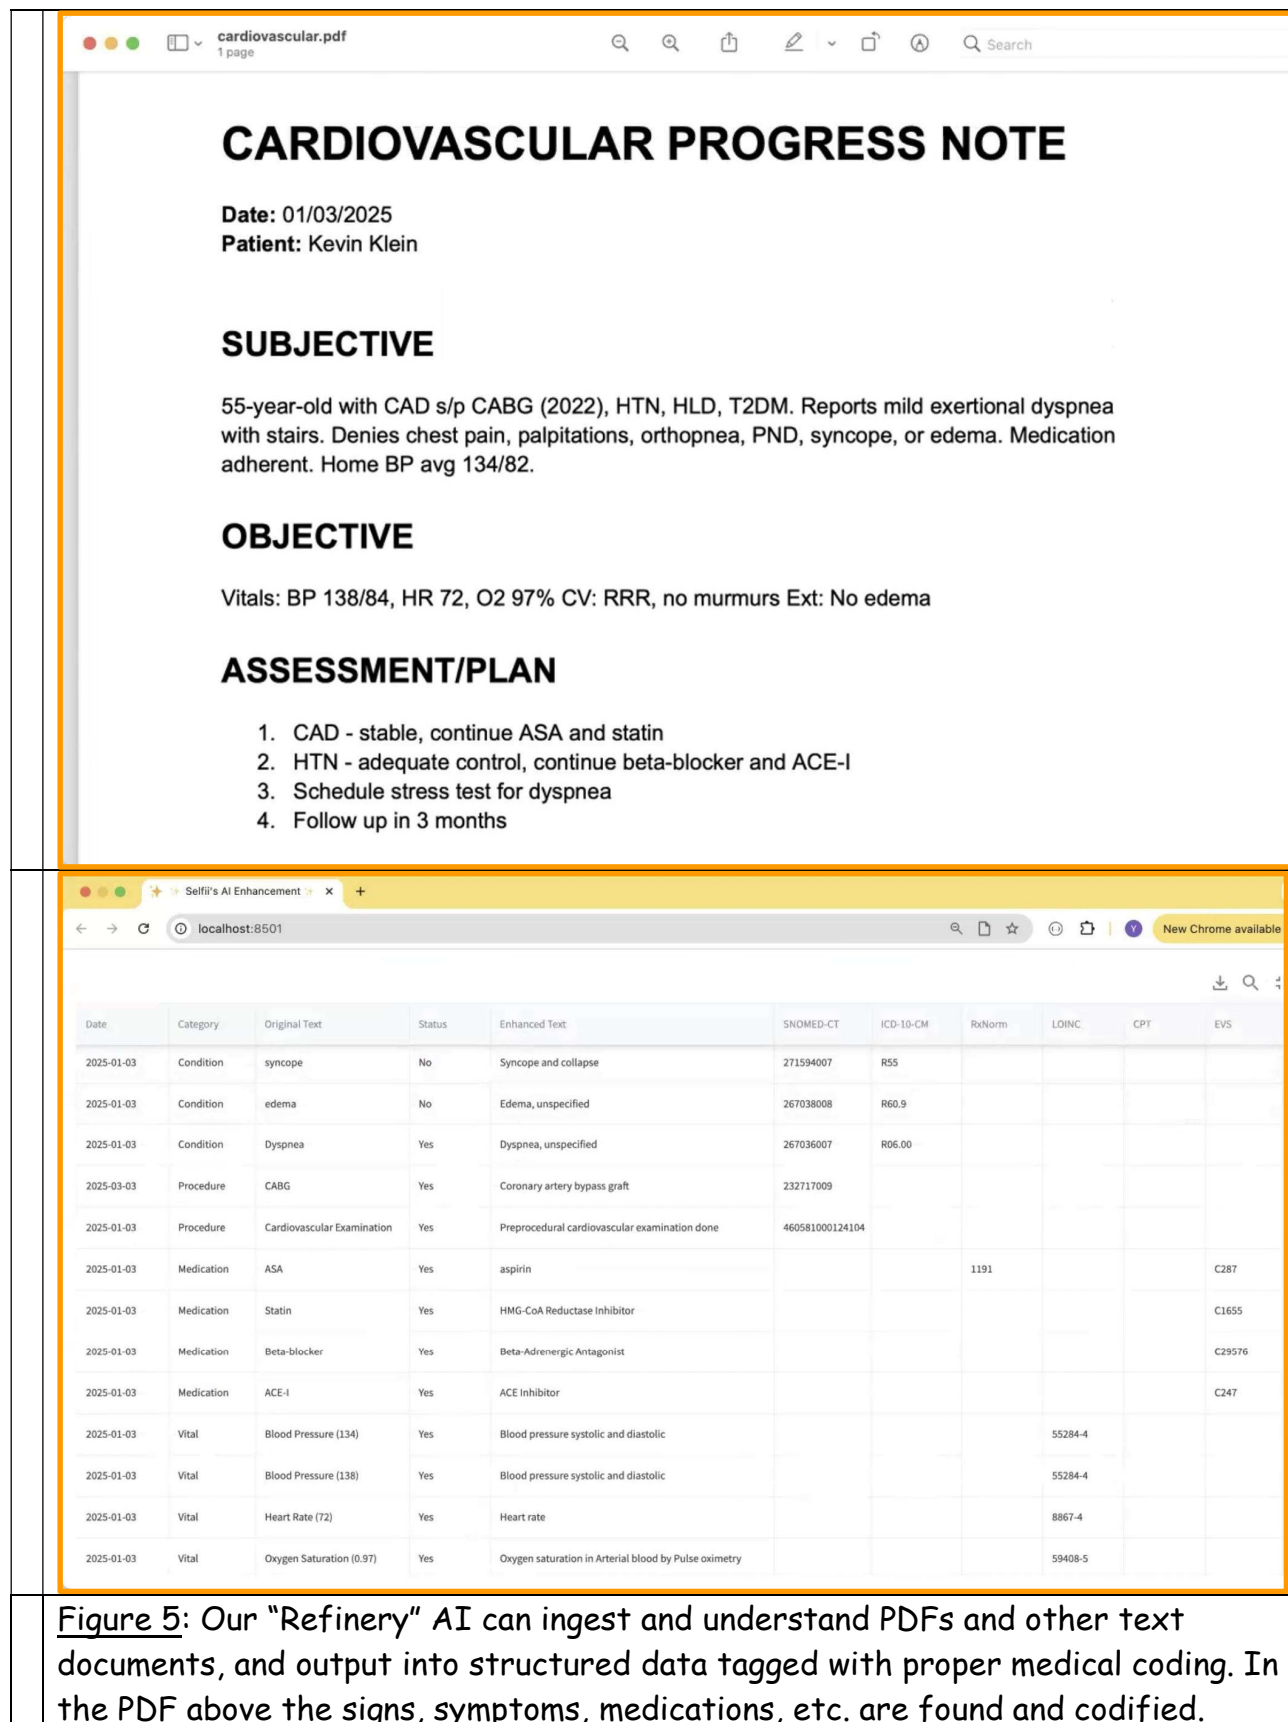 cardiovascular.pdf
1 page
Search
CARDIOVASCULAR PROGRESS NOTE
Date: 01/03/2025
Patient: Kevin Klein
SUBJECTIVE
55-year-old with CAD s/p CABG (2022), HTN, HLD, T2DM. Reports mild exertional dyspnea
with stairs. Denies chest pain, palpitations, orthopnea, PND, syncope, or edema. Medication
adherent. Home BP avg 134/82.
OBJECTIVE
Vitals: BP 138/84, HR 72, O2 97% CV: RRR, no murmurs Ext: No edema
ASSESSMENT/PLAN
1. CAD - stable, continue ASA and statin
2. HTN - adequate control, continue beta-blocker and ACE-I
3. Schedule stress test for dyspnea
4. Follow up in 3 months
Selfii's AI Enhancement
localhost:8501
Y
New Chrome available
Date Category Original Text Status Enhanced Text SNOMED-CT ICD-10-CM RxNorm LOINC CPT EVS
2025-01-03 Condition syncope No Syncope and collapse 271594007 R55
2025-01-03 Condition edema No Edema, unspecified 267038008 R60.9
2025-01-03 Condition Dyspnea Yes Dyspnea, unspecified 267036007 R06.00
2025-03-03 Procedure CABG Yes Coronary artery bypass graft 232717009
2025-01-03 Procedure Cardiovascular Examination Yes Preprocedural cardiovascular examination done 460581000124104
2025-01-03 Medication ASA Yes aspirin 1191 C287
2025-01-03 Medication Statin Yes HMG-CoA Reductase Inhibitor C1655
2025-01-03 Medication Beta-blocker Yes Beta-Adrenergic Antagonist C29576
2025-01-03 Medication ACE-I Yes ACE Inhibitor C247
2025-01-03 Vital Blood Pressure (134) Yes Blood pressure systolic and diastolic 55284-4
2025-01-03 Vital Blood Pressure (138) Yes Blood pressure systolic and diastolic 55284-4
2025-01-03 Vital Heart Rate (72) Yes Heart rate 8867-4
2025-01-03 Vital Oxygen Saturation (0.97) Yes Oxygen saturation in Arterial blood by Pulse oximetry 59408-5
Figure 5: Our “Refinery” AI can ingest and understand PDFs and other text
documents, and output into structured data tagged with proper medical coding. In
the PDF above the signs, symptoms, medications, etc. are found and codified.